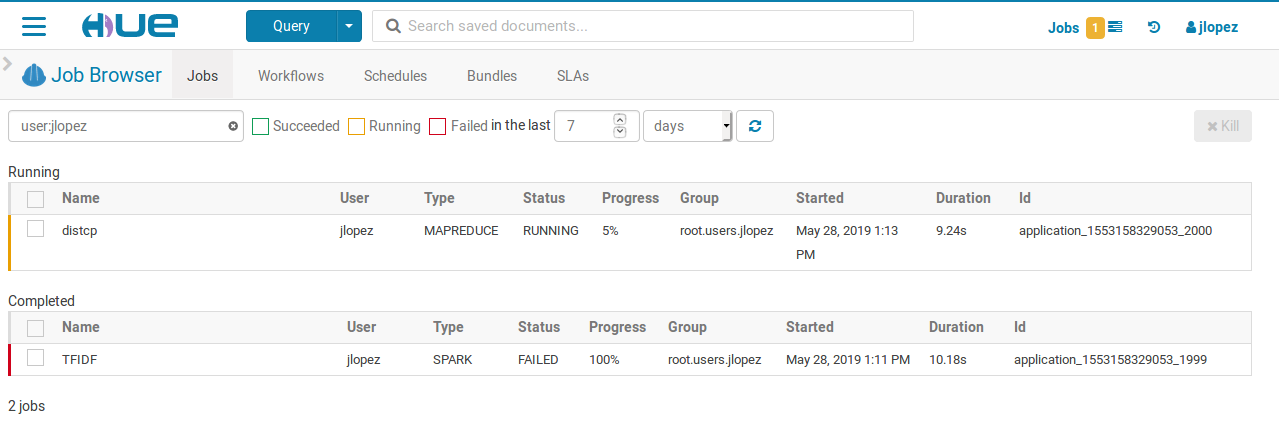 HUE Query Search saved documents... Jobs 1 jlopez
Job Browser Jobs Workflows Schedules Bundles SLAs
user:jlopez Succeeded Running Failed in the last 7 days Kill
Running
Name User Type Status Progress Group Started Duration Id
distcp jlopez MAPREDUCE RUNNING 5% root.users.jlopez May 28, 2019 1:13 9.24s application_1553158329053_2000
PM
Completed
Name User Type Status Progress Group Started Duration Id
TFIDF jlopez SPARK FAILED 100% root.users.jlopez May 28, 2019 1:11 PM 10.18s application_1553158329053_1999
2 jobs